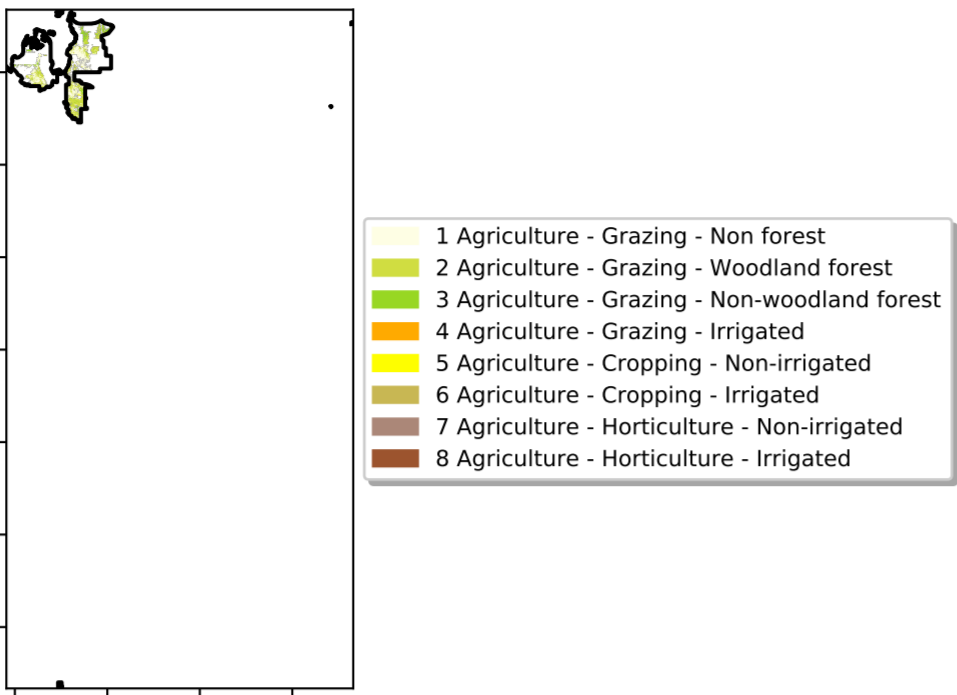 1 Agriculture - Grazing - Non forest
2 Agriculture - Grazing - Woodland forest
3 Agriculture - Grazing - Non-woodland forest
4 Agriculture - Grazing - Irrigated
5 Agriculture - Cropping - Non-irrigated
6 Agriculture - Cropping - Irrigated
7 Agriculture - Horticulture - Non-irrigated
8 Agriculture - Horticulture - Irrigated